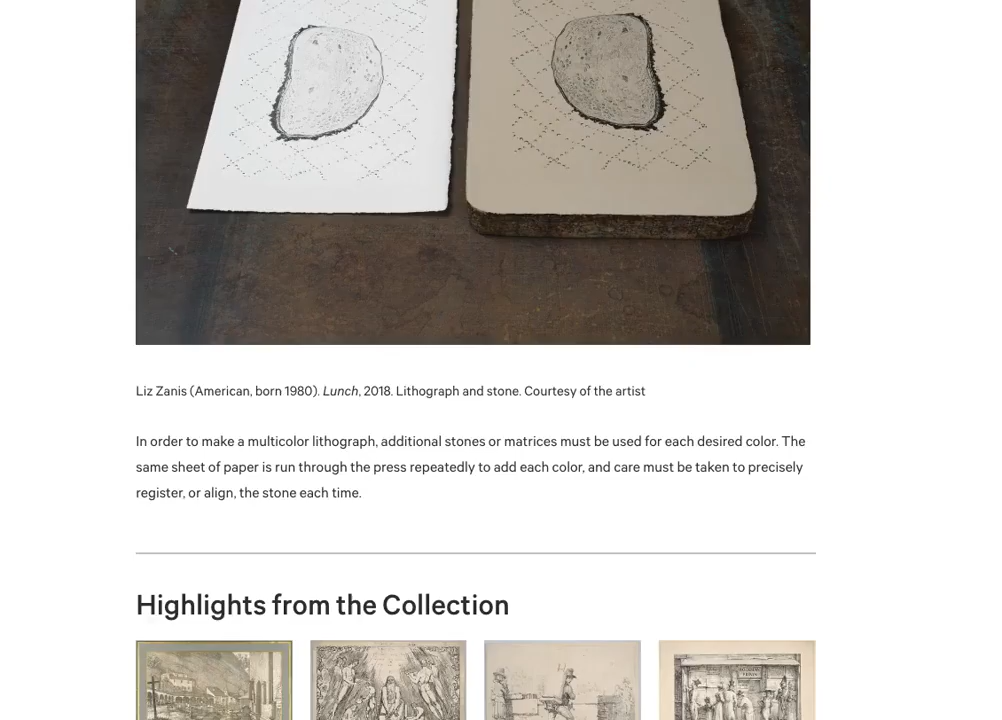 Liz Zanis (American, born 1980). Lunch, 2018. Lithograph and stone. Courtesy of the artist
In order to make a multicolor lithograph, additional stones or matrices must be used for each desired color. The
same sheet of paper is run through the press repeatedly to add each color, and care must be taken to precisely
register, or align, the stone each time.
Highlights from the Collection